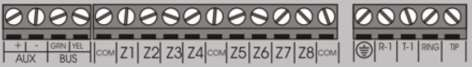 + - GRN YEL COM Z1 Z2 Z3 Z4 COM Z5 Z6 Z7 Z8 COM R-1 T-1 RING TIP
AUX BUS